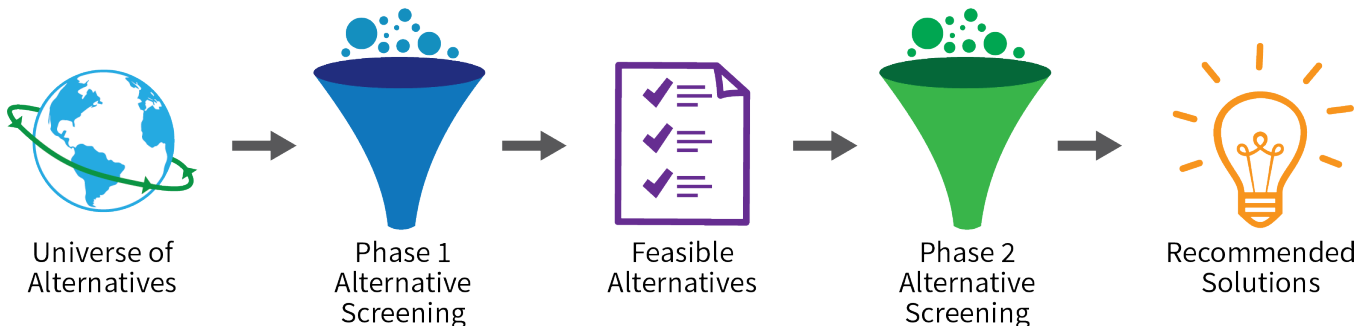 Universe of
Alternatives
Phase 1
Alternative
Screening
Feasible
Alternatives
Phase 2
Alternative
Screening
Recommended
Solutions